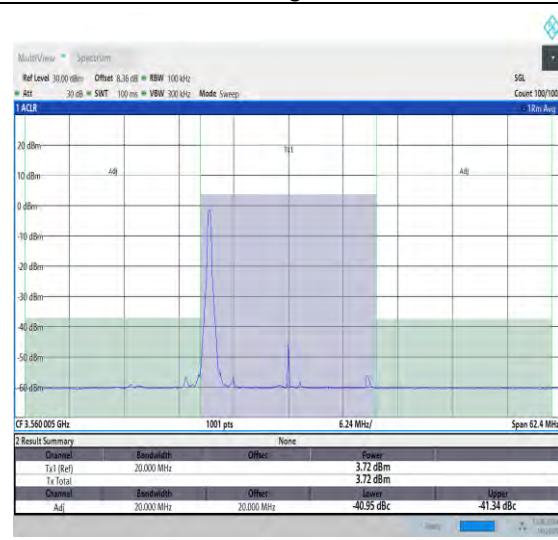 MultiView Spectrum
Ref Level 30.00 dBm Offset 8.36 dB RBW 100 kHz SGL
Att 30 dB SWT 100 ms VBW 300 kHz Mode Sweep Count 100/100
1 ACLR 1Rm Avg
Tx1
20 dBm
Adj Adj
10 dBm
0 dBm
-10 dBm
-20 dBm
-30 dBm
-40 dBm
-50 dBm
-60 dBm
CF 3.560 005 GHz 1001 pts 6.24 MHz/ Span 62.4 MHz
2 Result Summary None
Channel Bandwidth Offset Power
Tx1 (Ref) 20.000 MHz 3.72 dBm
Tx Total 3.72 dBm
Channel Bandwidth Offset Lower Upper
Adj 20.000 MHz 20.000 MHz -40.95 dBc -41.34 dBc
Ready